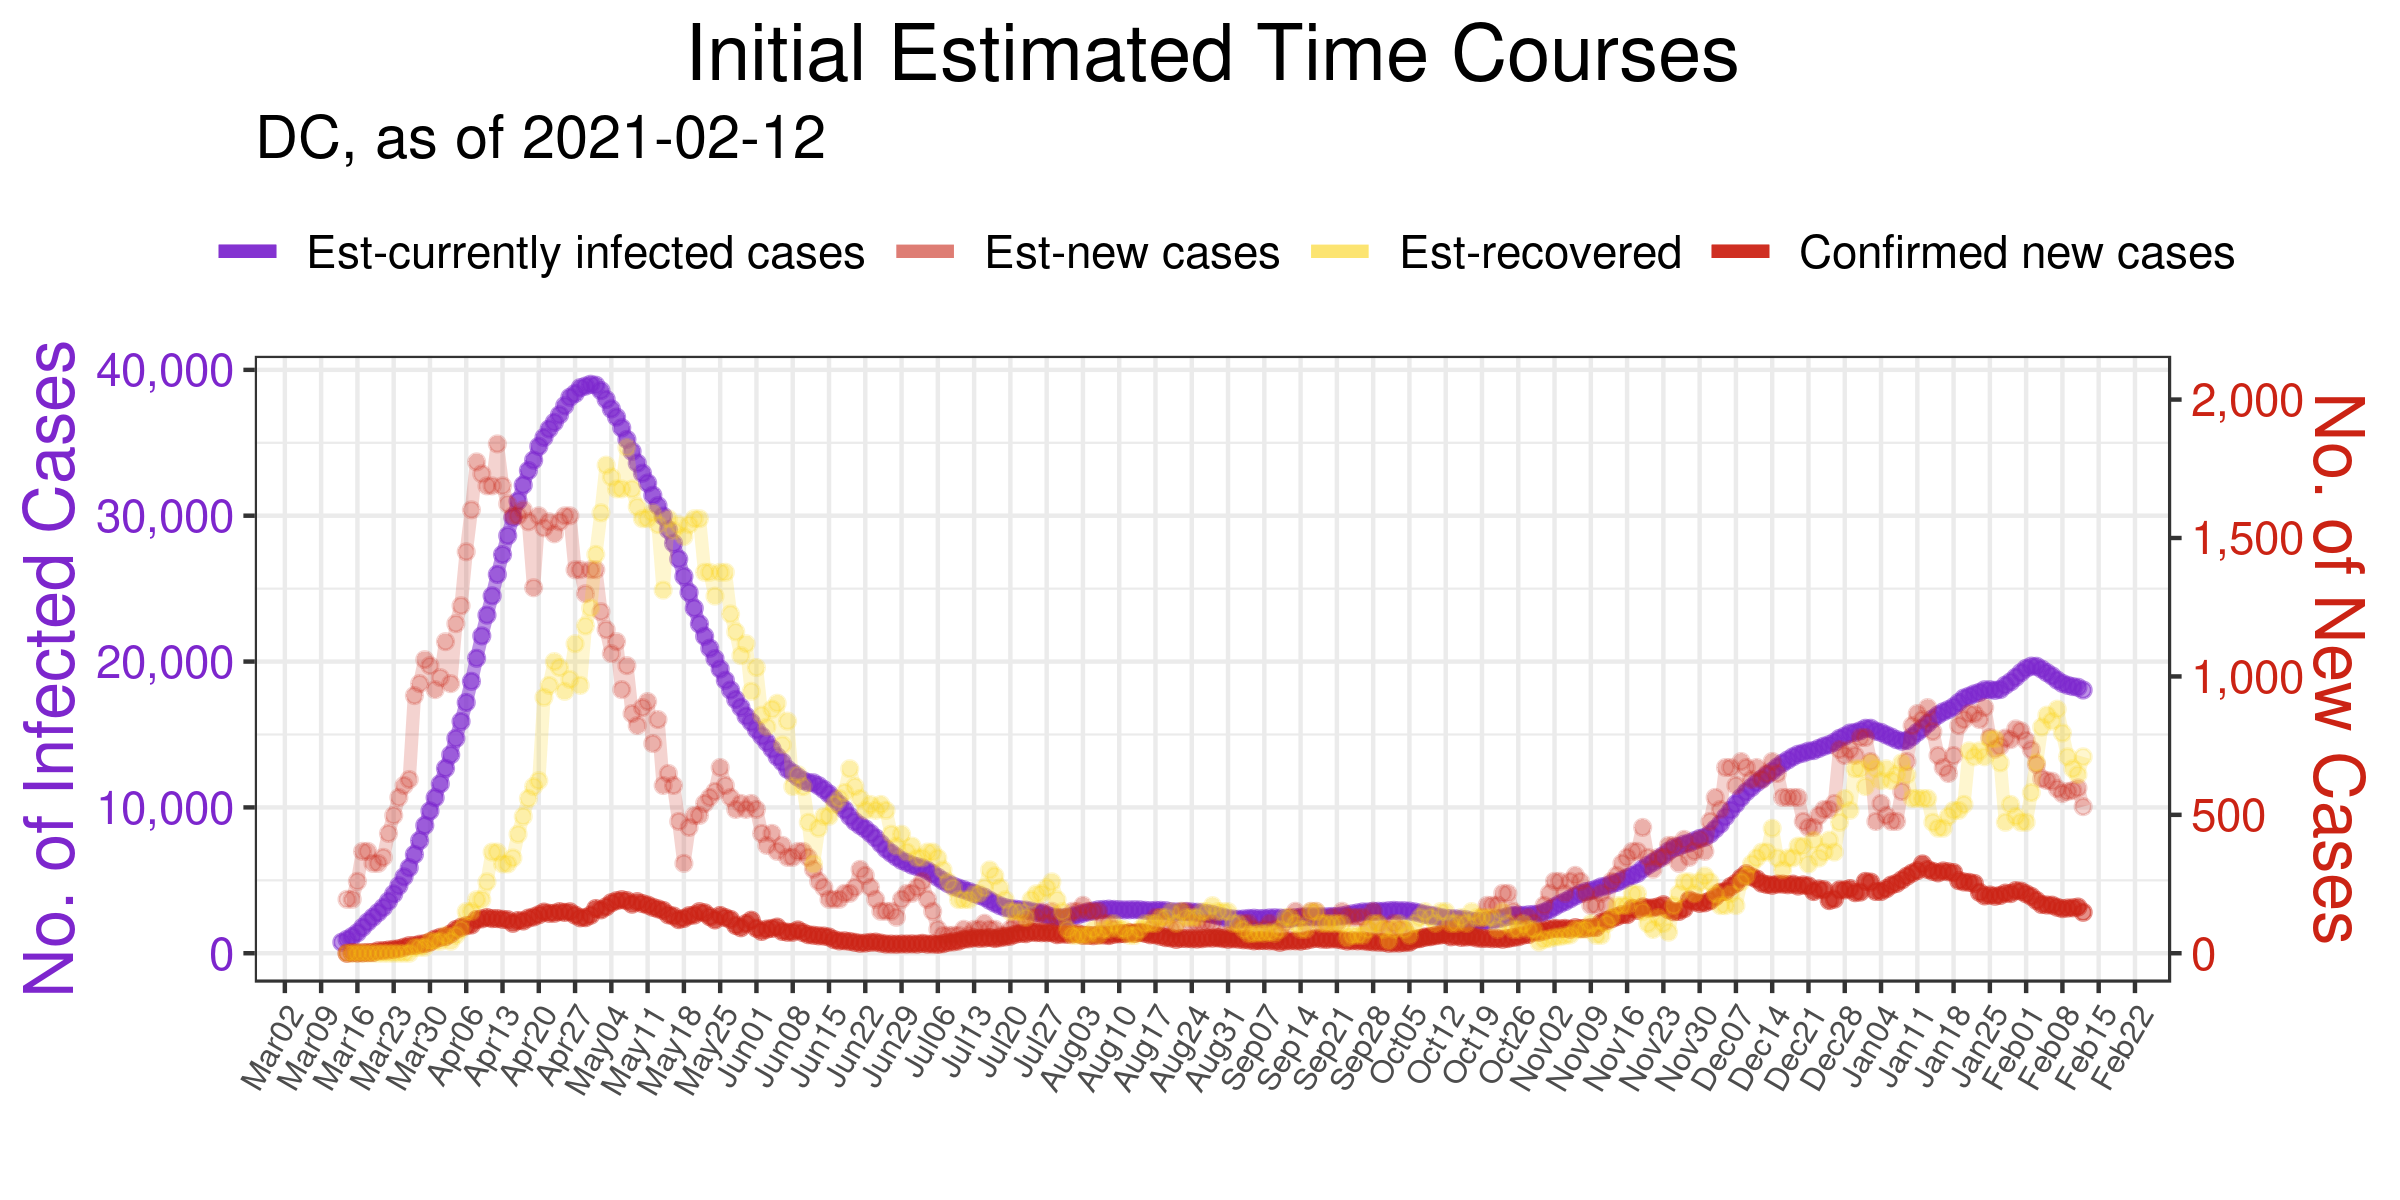 Initial Estimated Time Courses
DC, as of 2021-02-12
Est-currently infected cases Est-new cases Est-recovered Confirmed new cases
No. of Infected Cases
40,000
30,000
20,000
10,000
0
2,000
1,500
1,000
500
0
No. of New Cases
Mar02 Mar09 Mar16 Mar23 Mar30 Apr06 Apr13 Apr20 Apr27 May04 May11 May18 May25 Jun01 Jun08 Jun15 Jun22 Jun29 Jul06 Jul13 Jul20 Jul27 Aug03 Aug10 Aug17 Aug24 Aug31 Sep07 Sep14 Sep21 Sep28 Oct05 Oct12 Oct19 Oct26 Nov02 Nov09 Nov16 Nov23 Nov30 Dec07 Dec14 Dec21 Dec28 Jan04 Jan11 Jan18 Jan25 Feb01 Feb08 Feb15 Feb22